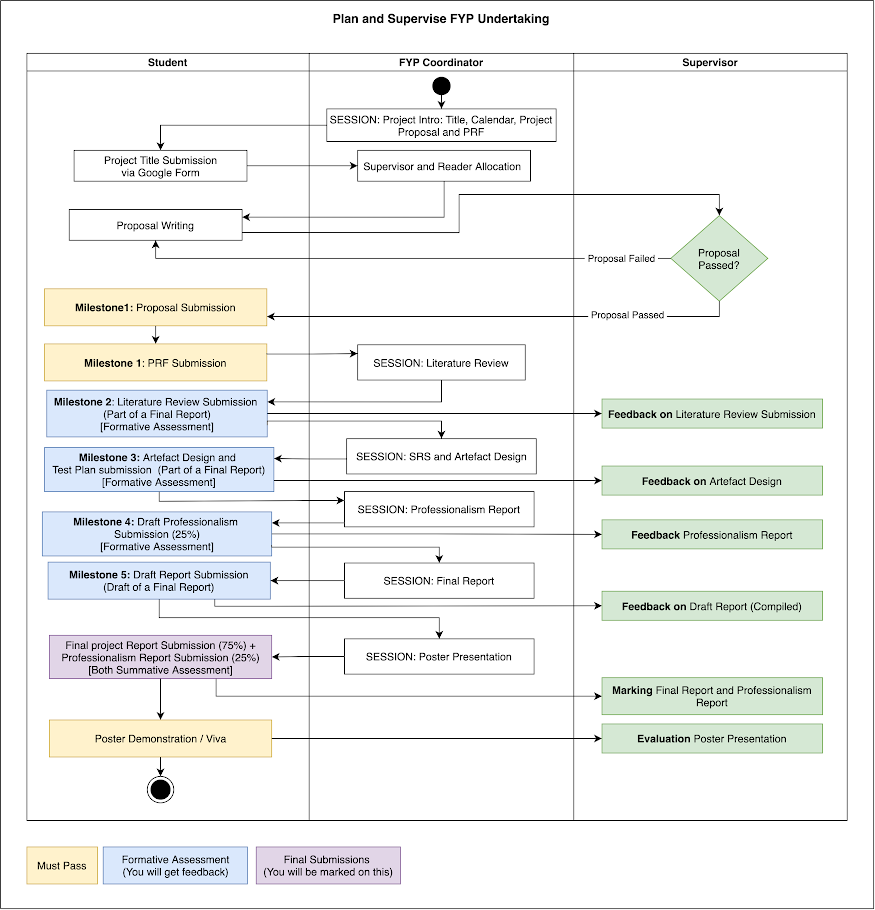 Plan and Supervise FYP Undertaking
Student
FYP Coordinator
Supervisor
SESSION: Project Intro: Title, Calendar, Project
Proposal and PRF
Project Title Submission
via Google Form
Supervisor and Reader Allocation
Proposal Writing
Proposal
Passed?
Proposal Failed
Milestone1: Proposal Submission
Proposal Passed
Milestone 1: PRF Submission
SESSION: Literature Review
Milestone 2: Literature Review Submission
(Part of a Final Report)
[Formative Assessment]
Feedback on Literature Review Submission
SESSION: SRS and Artefact Design
Milestone 3: Artefact Design and
Test Plan submission (Part of a Final Report)
[Formative Assessment]
Feedback on Artefact Design
SESSION: Professionalism Report
Milestone 4: Draft Professionalism
Submission (25%)
[Formative Assessment]
Feedback Professionalism Report
SESSION: Final Report
Milestone 5: Draft Report Submission
(Draft of a Final Report)
Feedback on Draft Report (Compiled)
Final project Report Submission (75%) +
Professionalism Report Submission (25%)
[Both Summative Assessment]
SESSION: Poster Presentation
Marking Final Report and Professionalism
Report
Poster Demonstration / Viva
Evaluation Poster Presentation
Must Pass
Formative Assessment
(You will get feedback)
Final Submissions
(You will be marked on this)